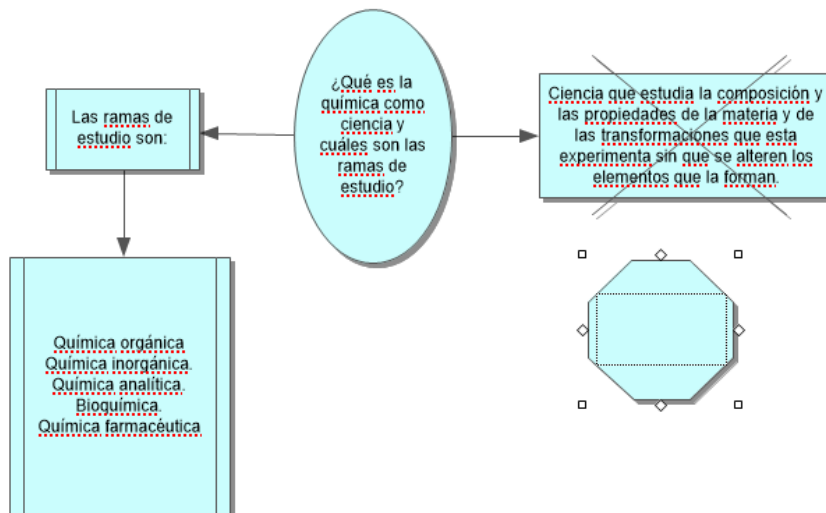 ¿Qué es la
química como
ciencia y
cuáles son las
ramas de
estudio?
Las ramas de
estudio son:
Química orgánica
Química inorgánica.
Química analítica.
Bioquímica.
Química farmacéutica
Ciencia que estudia la composición y
las propiedades de la materia y de
las transformaciones que esta
experimenta sin que se alteren los
elementos que la forman.